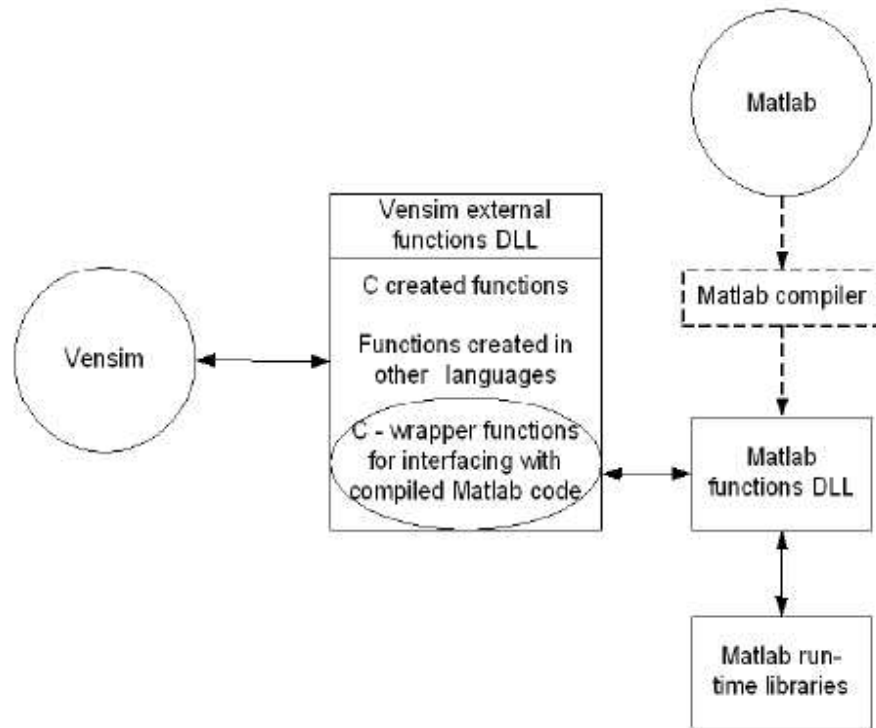 Matlab
Vensim external
functions DLL
C created functions
Matlab compiler
Vensim
Functions created in
other languages
C - wrapper functions
for interfacing with
compiled Matlab code
Matlab
functions DLL
Matlab run-
time libraries